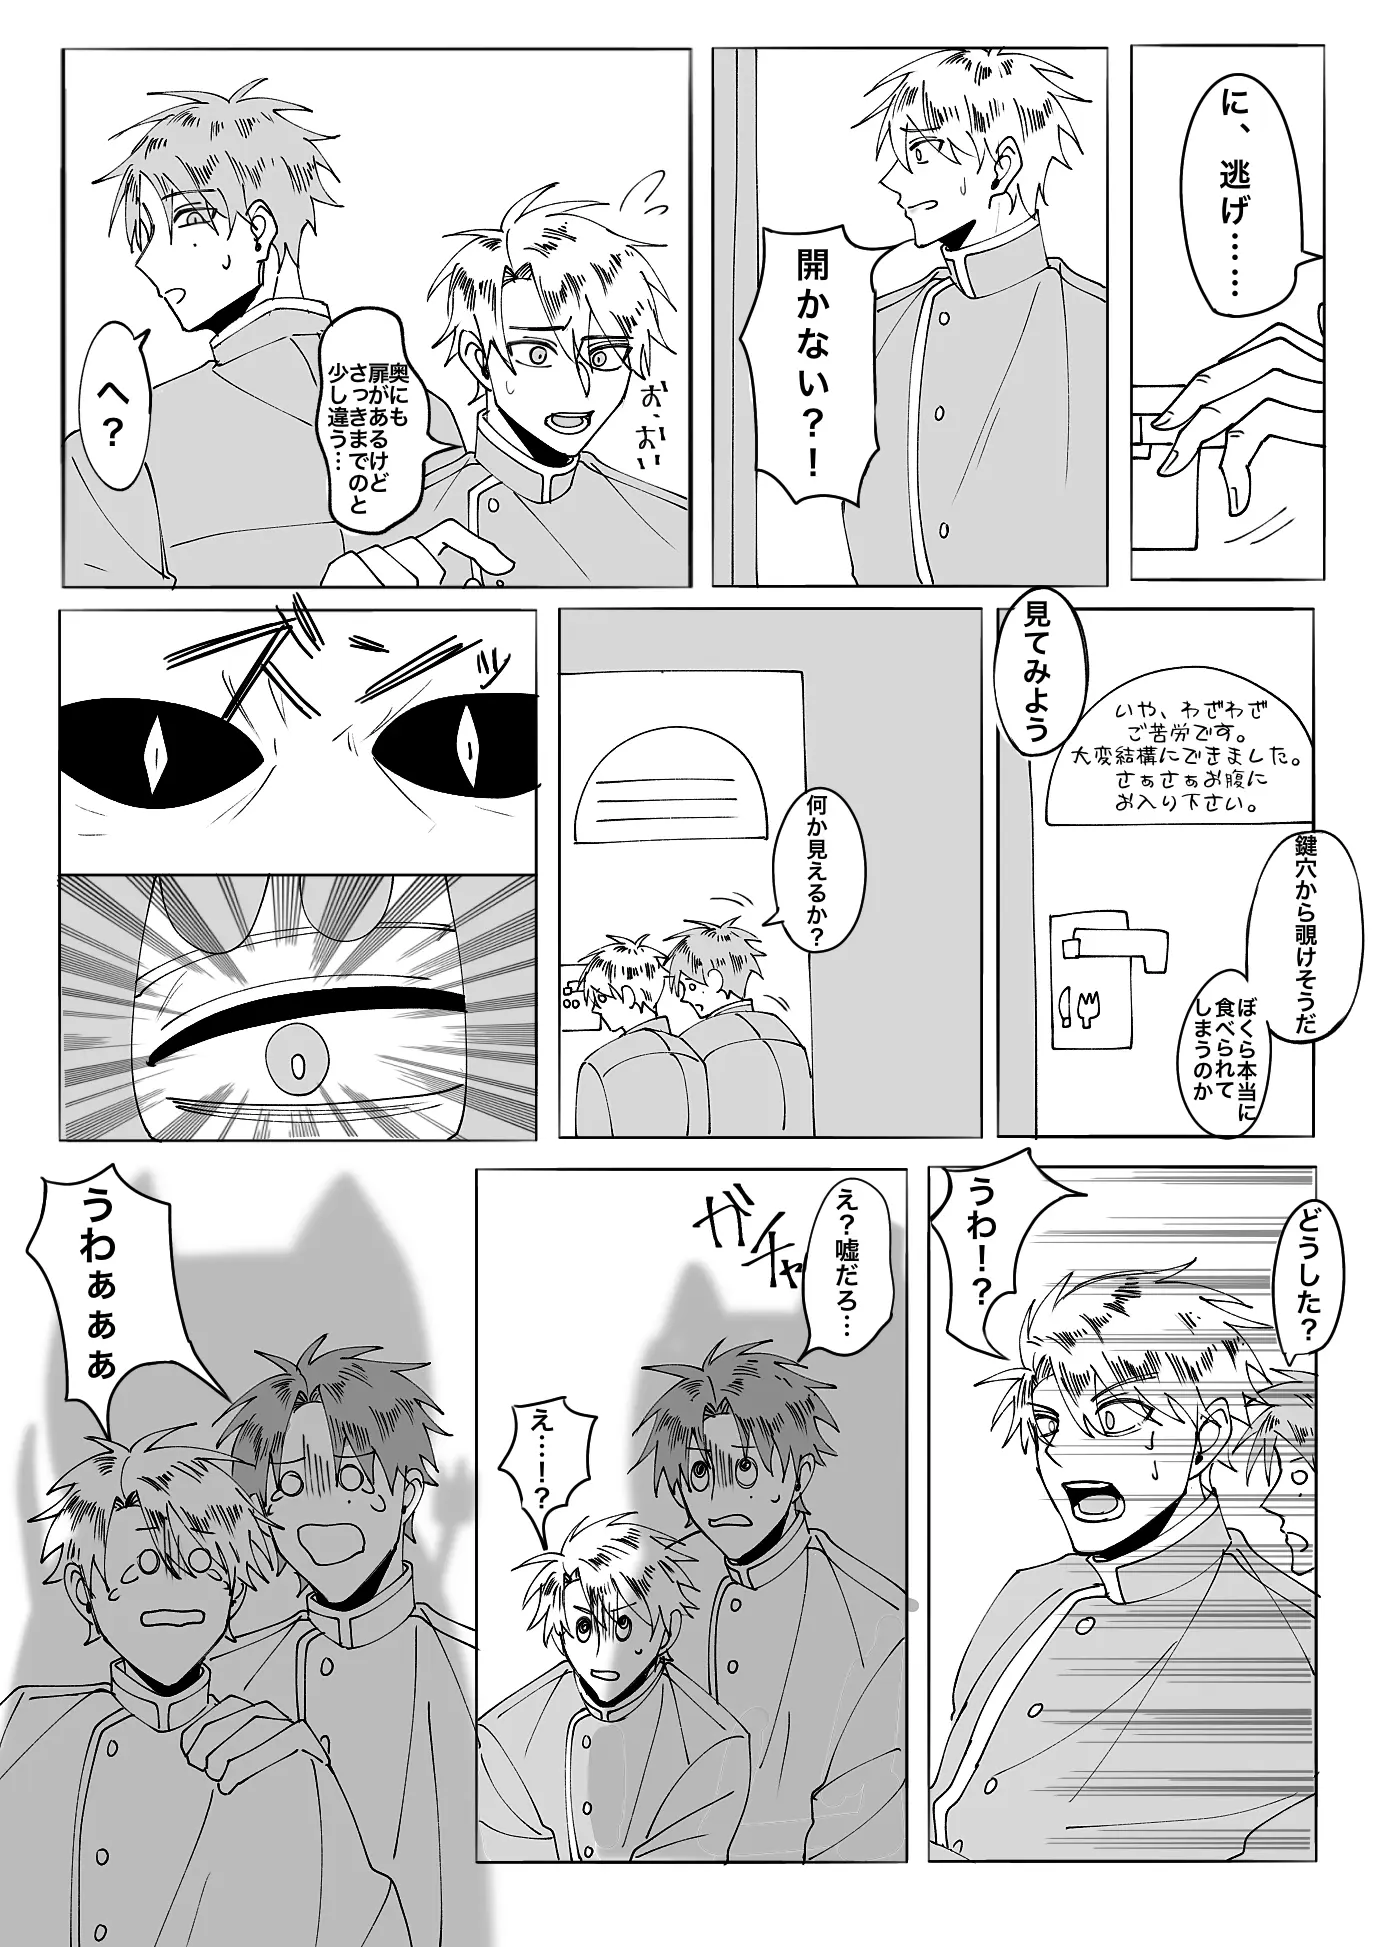 に、逃げ……
開かない？！
お、おい
奥にも
扉があるけど
さっきまでのと
少し違う…
へ？
見てみよう
いや、わざわざ
ご苦労です。
大変結構にできました。
さぁさぁお腹に
お入り下さい。
鍵穴から覗けそうだ
ぼくら本当に
食べられて
しまうのか
何か見えるか？
ツ
どうした？
うわ！？
え？嘘だろ…
ガチャ
え…！？
うわぁぁぁ